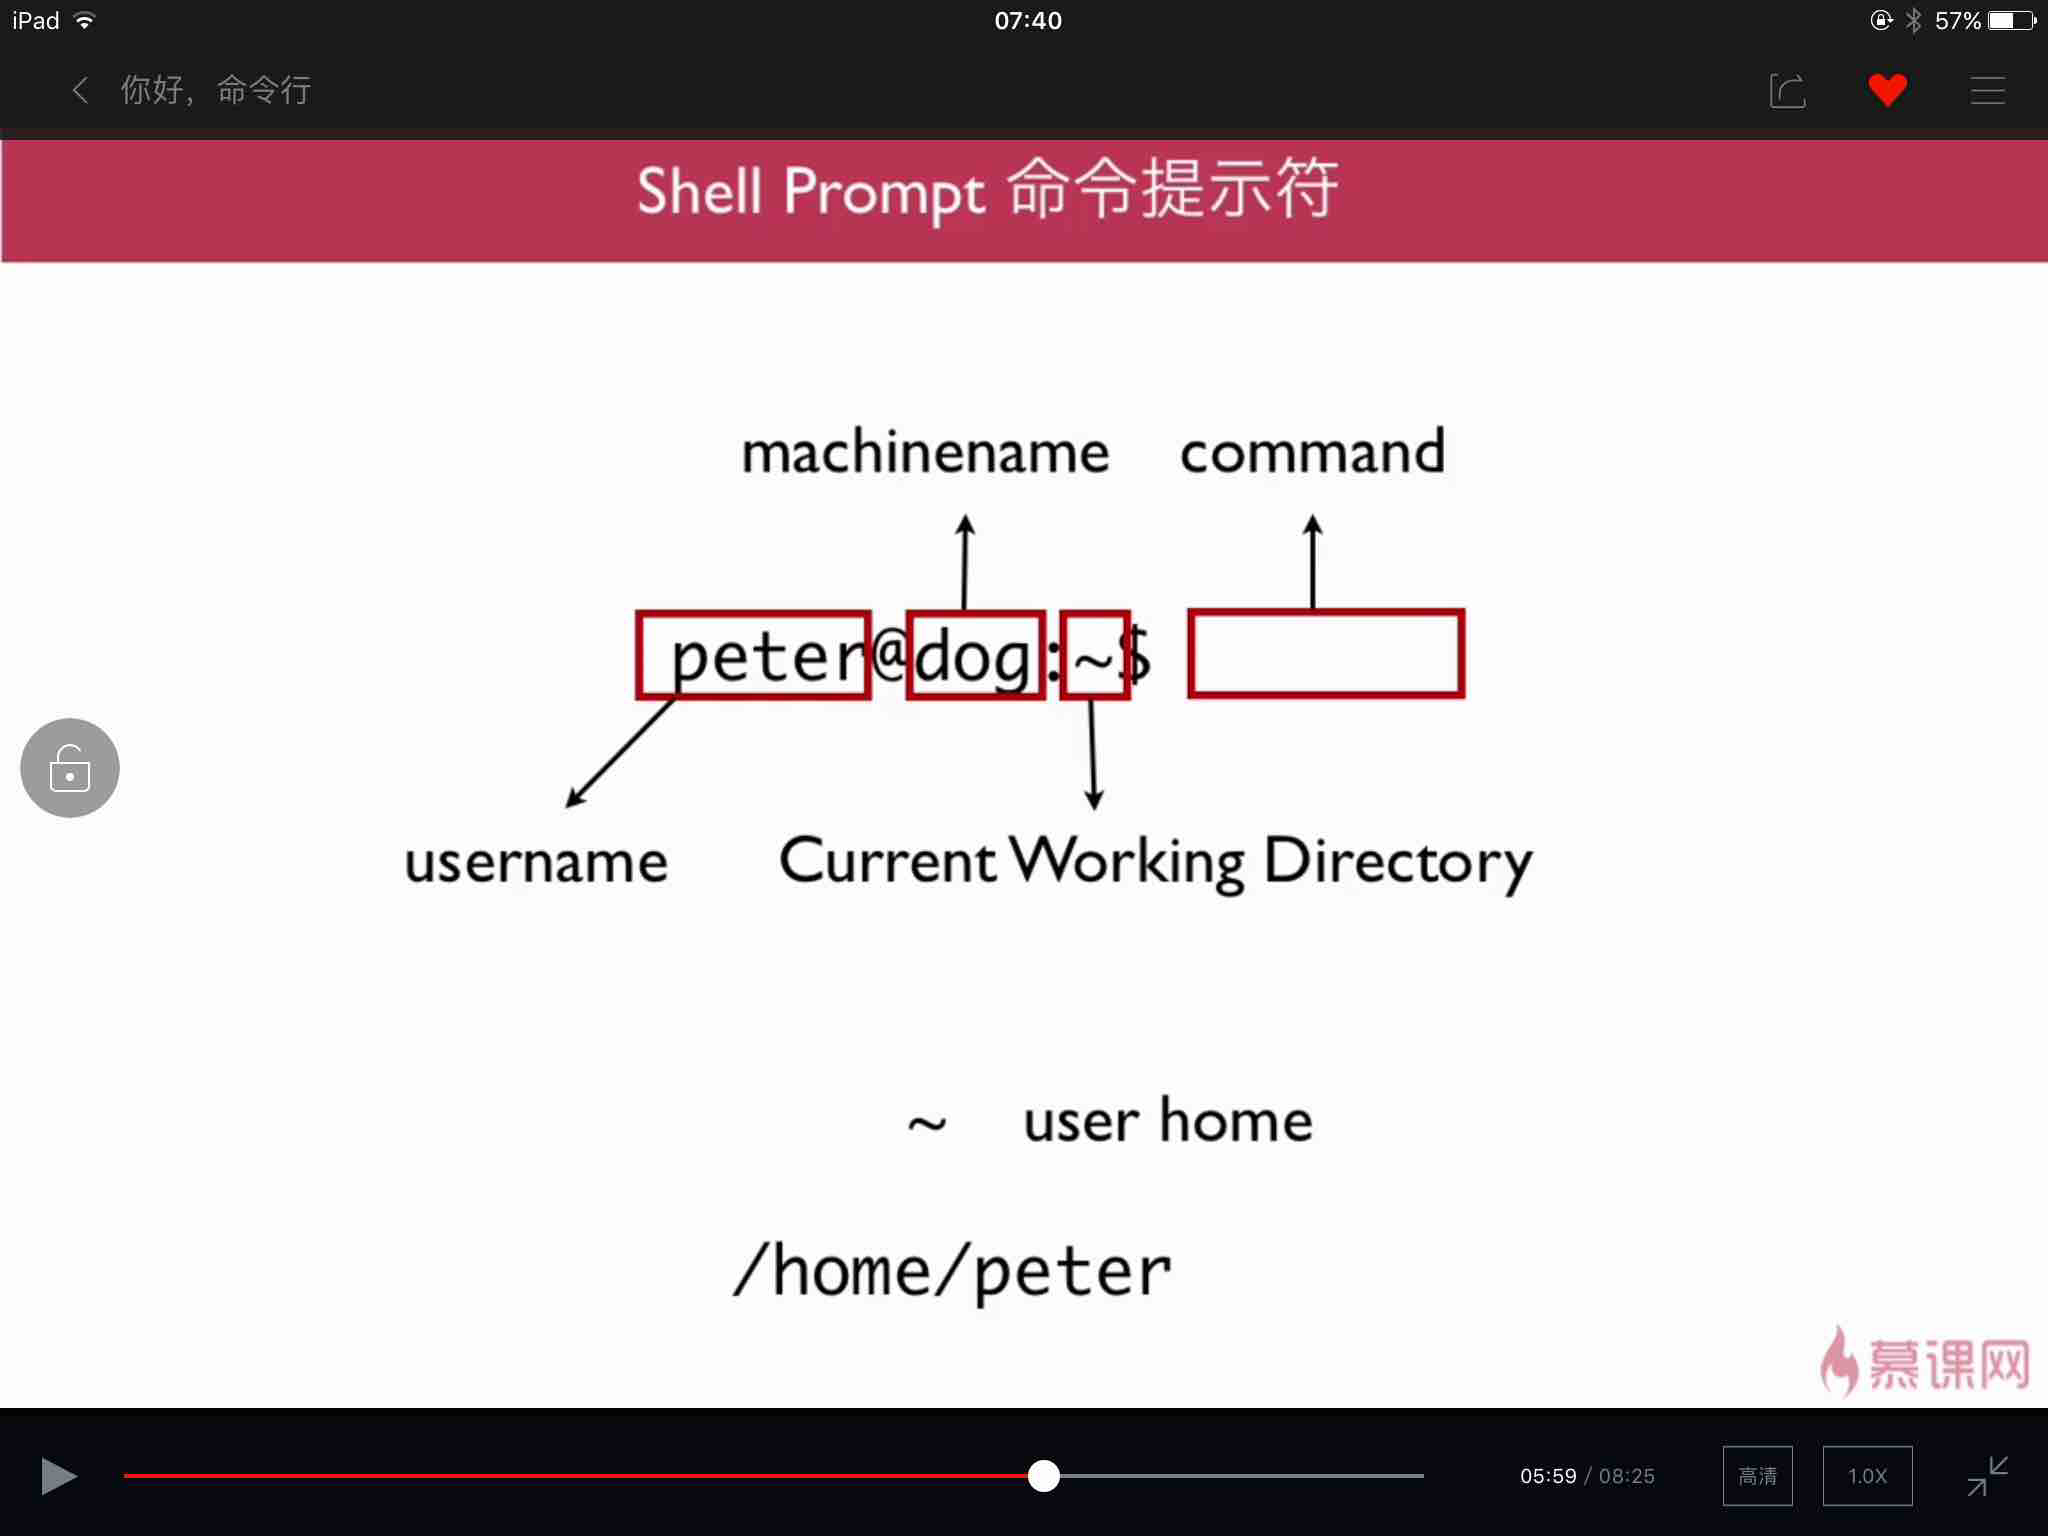 iPad 07:40 57%
你好，命令行
Shell Prompt 命令提示符
machinename command
peter@dog:~$
username Current Working Directory
~ user home
/home/peter
慕课网
05:59 / 08:25 高清 1.0X